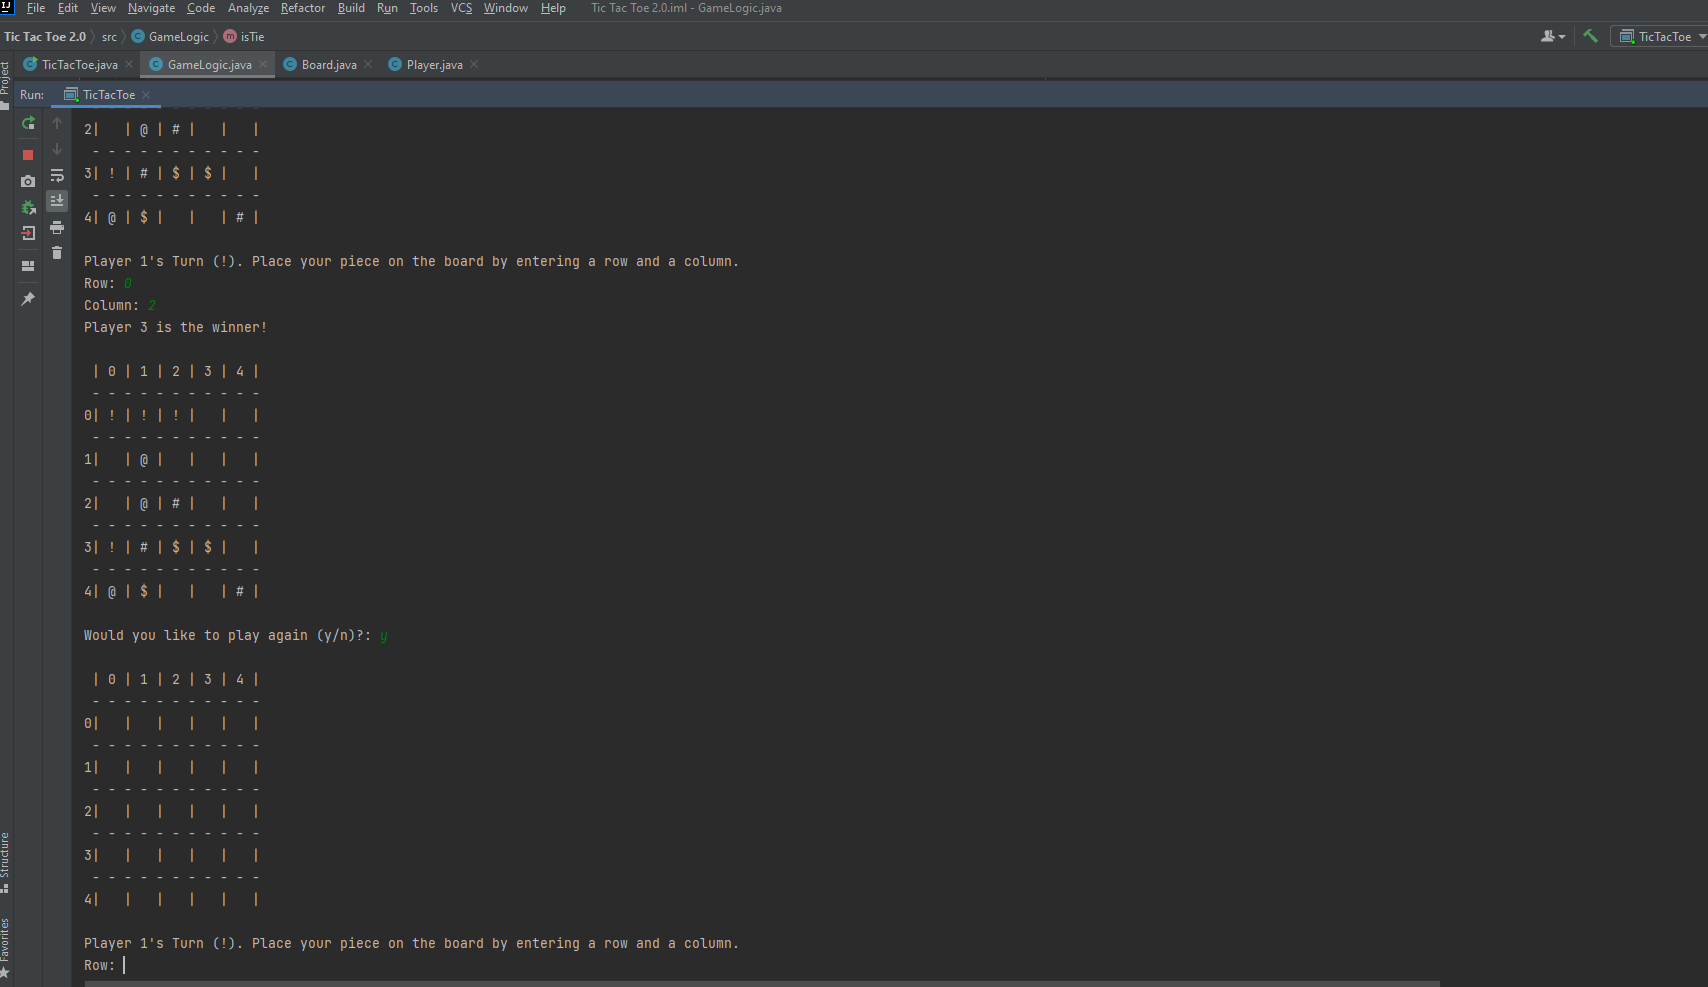 File Edit View Navigate Code Analyze Refactor Build Run Tools VCS Window Help Tic Tac Toe 2.0.iml - GameLogic.java
Tic Tac Toe 2.0 src GameLogic isTie TicTacToe
TicTacToe.java GameLogic.java Board.java Player.java
Project
Run: TicTacToe
2|   | @ | # |   |   |
- - - - - - - - - - -
3| ! | # | $ | $ |   |
- - - - - - - - - - -
4| @ | $ |   |   | # |
Player 1's Turn (!). Place your piece on the board by entering a row and a column.
Row: 0
Column: 2
Player 3 is the winner!
| 0 | 1 | 2 | 3 | 4 |
- - - - - - - - - - -
0| ! | ! | ! |   |   |
- - - - - - - - - - -
1|   | @ |   |   |   |
- - - - - - - - - - -
2|   | @ | # |   |   |
- - - - - - - - - - -
3| ! | # | $ | $ |   |
- - - - - - - - - - -
4| @ | $ |   |   | # |
Would you like to play again (y/n)?: y
| 0 | 1 | 2 | 3 | 4 |
- - - - - - - - - - -
0|   |   |   |   |   |
- - - - - - - - - - -
1|   |   |   |   |   |
- - - - - - - - - - -
2|   |   |   |   |   |
- - - - - - - - - - -
3|   |   |   |   |   |
- - - - - - - - - - -
4|   |   |   |   |   |
Player 1's Turn (!). Place your piece on the board by entering a row and a column.
Row:
Structure
Favorites